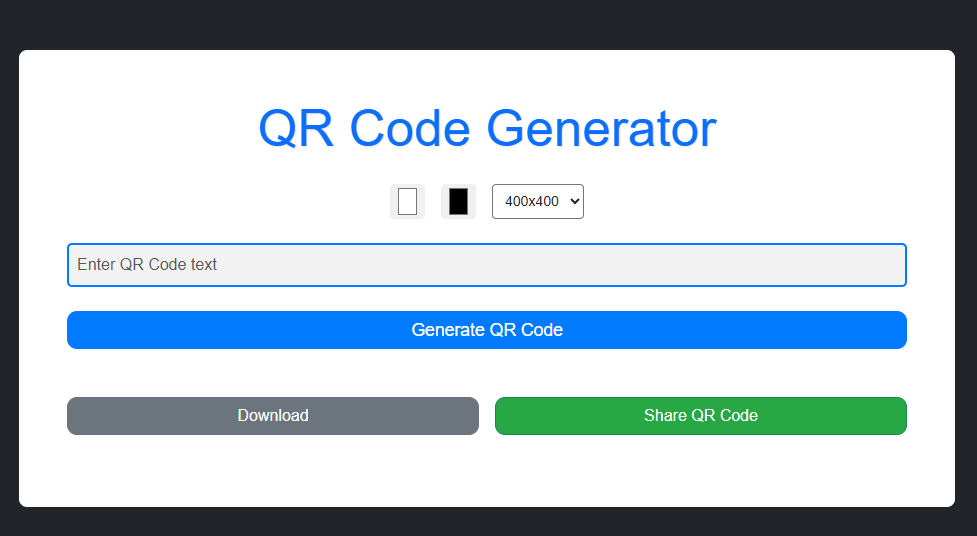 QR Code Generator
400x400
Enter QR Code text
Generate QR Code
Download
Share QR Code